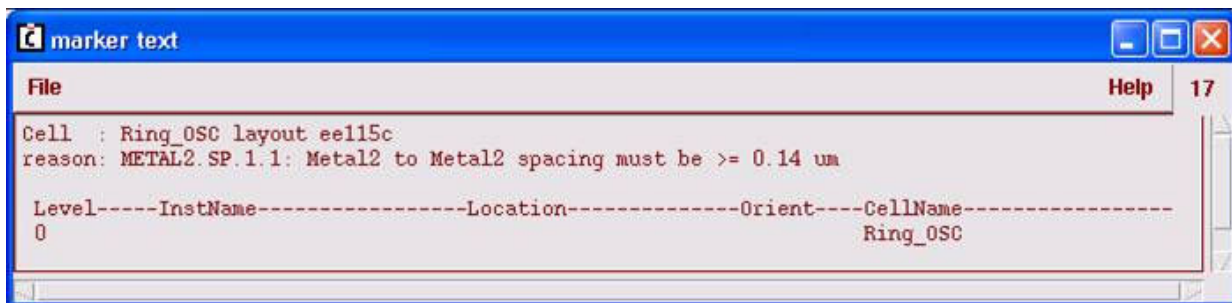 marker text
File Help 17
Cell : Ring_OSC layout ee115c
reason: METAL2.SP.1.1: Metal2 to Metal2 spacing must be >= 0.14 um
Level-----InstName-----------------Location--------------Orient----CellName-----------------
0 Ring_OSC